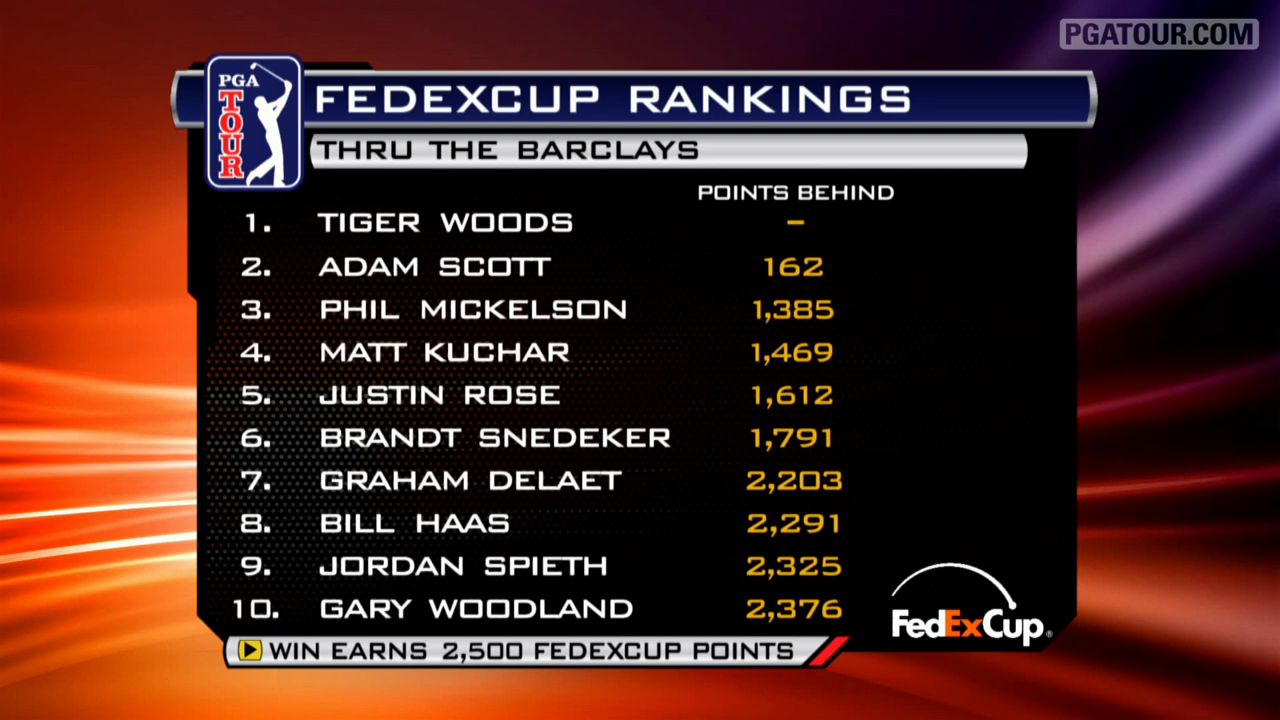 PGATOUR.COM
PGA
TOUR
FEDEXCUP RANKINGS
THRU THE BARCLAYS
POINTS BEHIND
1. TIGER WOODS –
2. ADAM SCOTT 162
3. PHIL MICKELSON 1,385
4. MATT KUCHAR 1,469
5. JUSTIN ROSE 1,612
6. BRANDT SNEDEKER 1,791
7. GRAHAM DELAET 2,203
8. BILL HAAS 2,291
9. JORDAN SPIETH 2,325
10. GARY WOODLAND 2,376
FedExCup®
WIN EARNS 2,500 FEDEXCUP POINTS